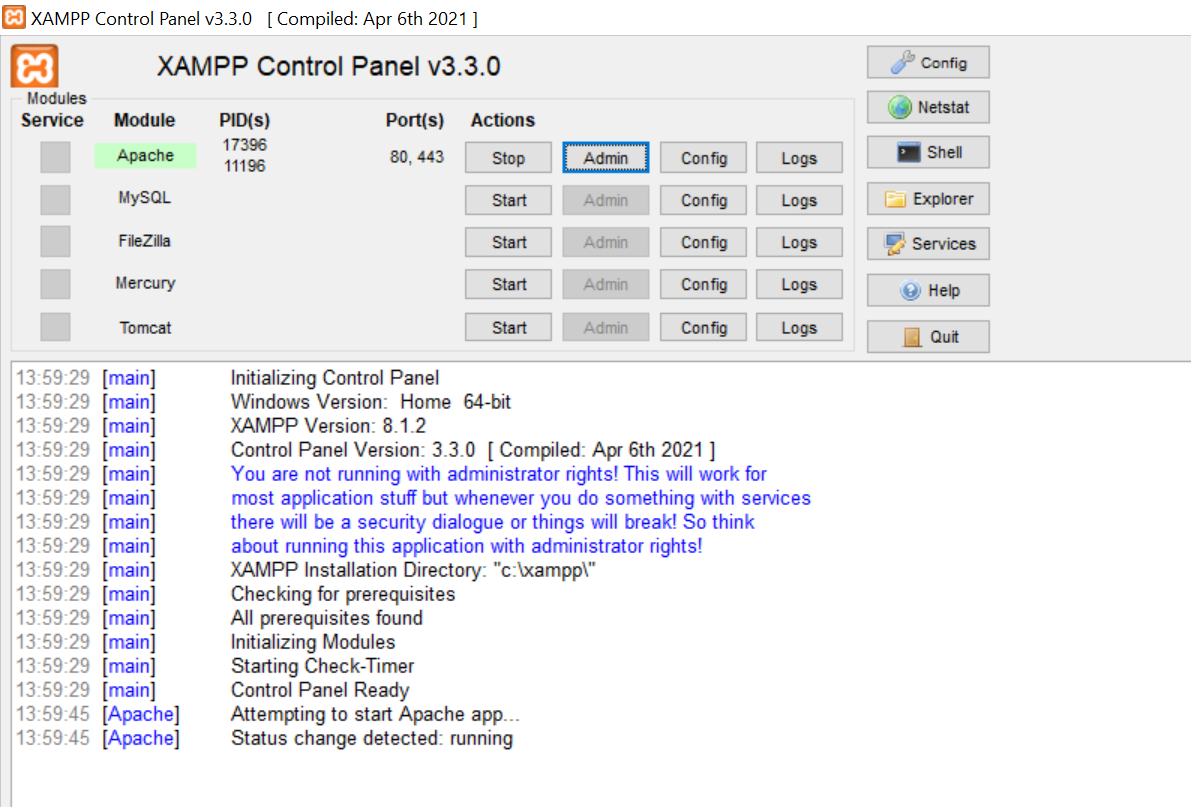 XAMPP Control Panel v3.3.0 [ Compiled: Apr 6th 2021 ]
XAMPP Control Panel v3.3.0
Config
Modules
Service Module PID(s) Port(s) Actions
Netstat
Apache 17396 11196 80, 443 Stop Admin Config Logs
Shell
MySQL Start Admin Config Logs
Explorer
FileZilla Start Admin Config Logs
Services
Mercury Start Admin Config Logs
Help
Tomcat Start Admin Config Logs
Quit
13:59:29 [main] Initializing Control Panel
13:59:29 [main] Windows Version: Home 64-bit
13:59:29 [main] XAMPP Version: 8.1.2
13:59:29 [main] Control Panel Version: 3.3.0 [ Compiled: Apr 6th 2021 ]
13:59:29 [main] You are not running with administrator rights! This will work for
13:59:29 [main] most application stuff but whenever you do something with services
13:59:29 [main] there will be a security dialogue or things will break! So think
13:59:29 [main] about running this application with administrator rights!
13:59:29 [main] XAMPP Installation Directory: "c:\xampp\"
13:59:29 [main] Checking for prerequisites
13:59:29 [main] All prerequisites found
13:59:29 [main] Initializing Modules
13:59:29 [main] Starting Check-Timer
13:59:29 [main] Control Panel Ready
13:59:45 [Apache] Attempting to start Apache app...
13:59:45 [Apache] Status change detected: running